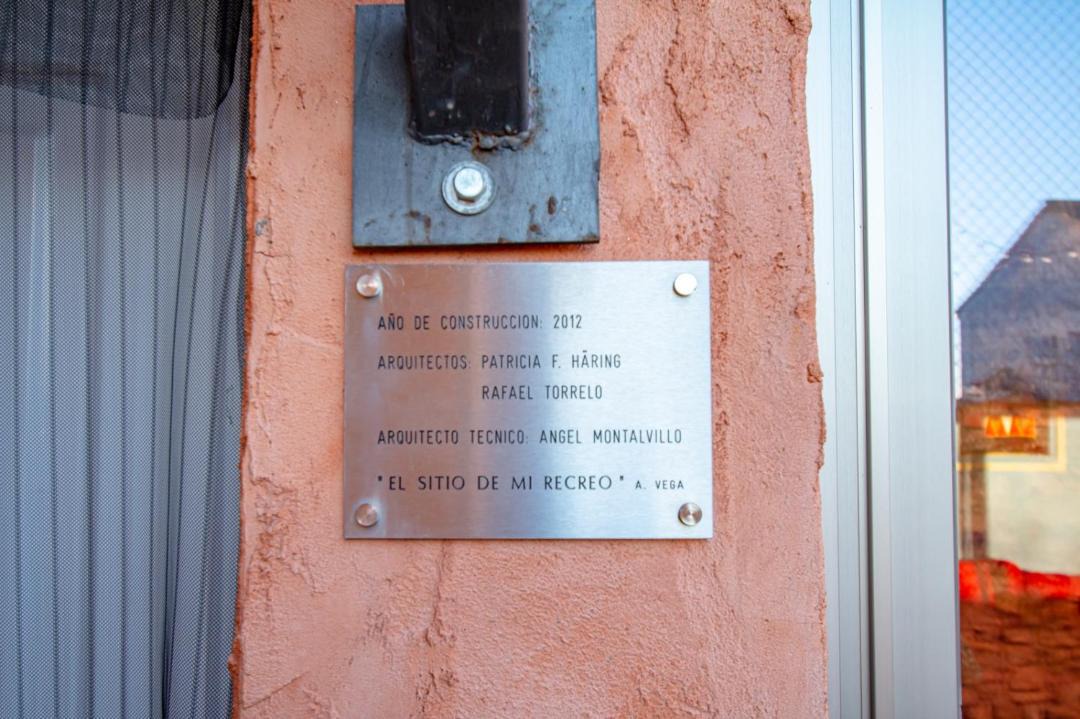 AÑO DE CONSTRUCCION: 2012
ARQUITECTOS: PATRICIA F. HÄRING
RAFAEL TORRELO
ARQUITECTO TECNICO: ANGEL MONTALVILLO
"EL SITIO DE MI RECREO" A. VEGA